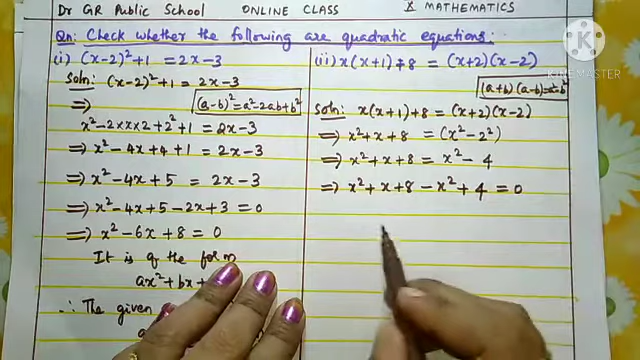 Dr GR Public School ONLINE CLASS X MATHEMATICS
Qn: Check whether the following are quadratic equations:
(i) (x-2)²+1 = 2x-3
Soln: (x-2)²+1 = 2x-3
⇒ (a-b)² = a²-2ab+b²
x²-2×x×2+2²+1 = 2x-3
⇒ x²-4x+4+1 = 2x-3
⇒ x²-4x+5 = 2x-3
⇒ x²-4x+5-2x+3 = 0
⇒ x²-6x+8 = 0
It is of the form
ax²+bx+
∴ The given
(ii) x(x+1)+8 = (x+2)(x-2)
(a+b)(a-b)=a²-b²
Soln: x(x+1)+8 = (x+2)(x-2)
⇒ x²+x+8 = (x²-2²)
⇒ x²+x+8 = x²-4
⇒ x²+x+8-x²+4 = 0
KINEMASTER